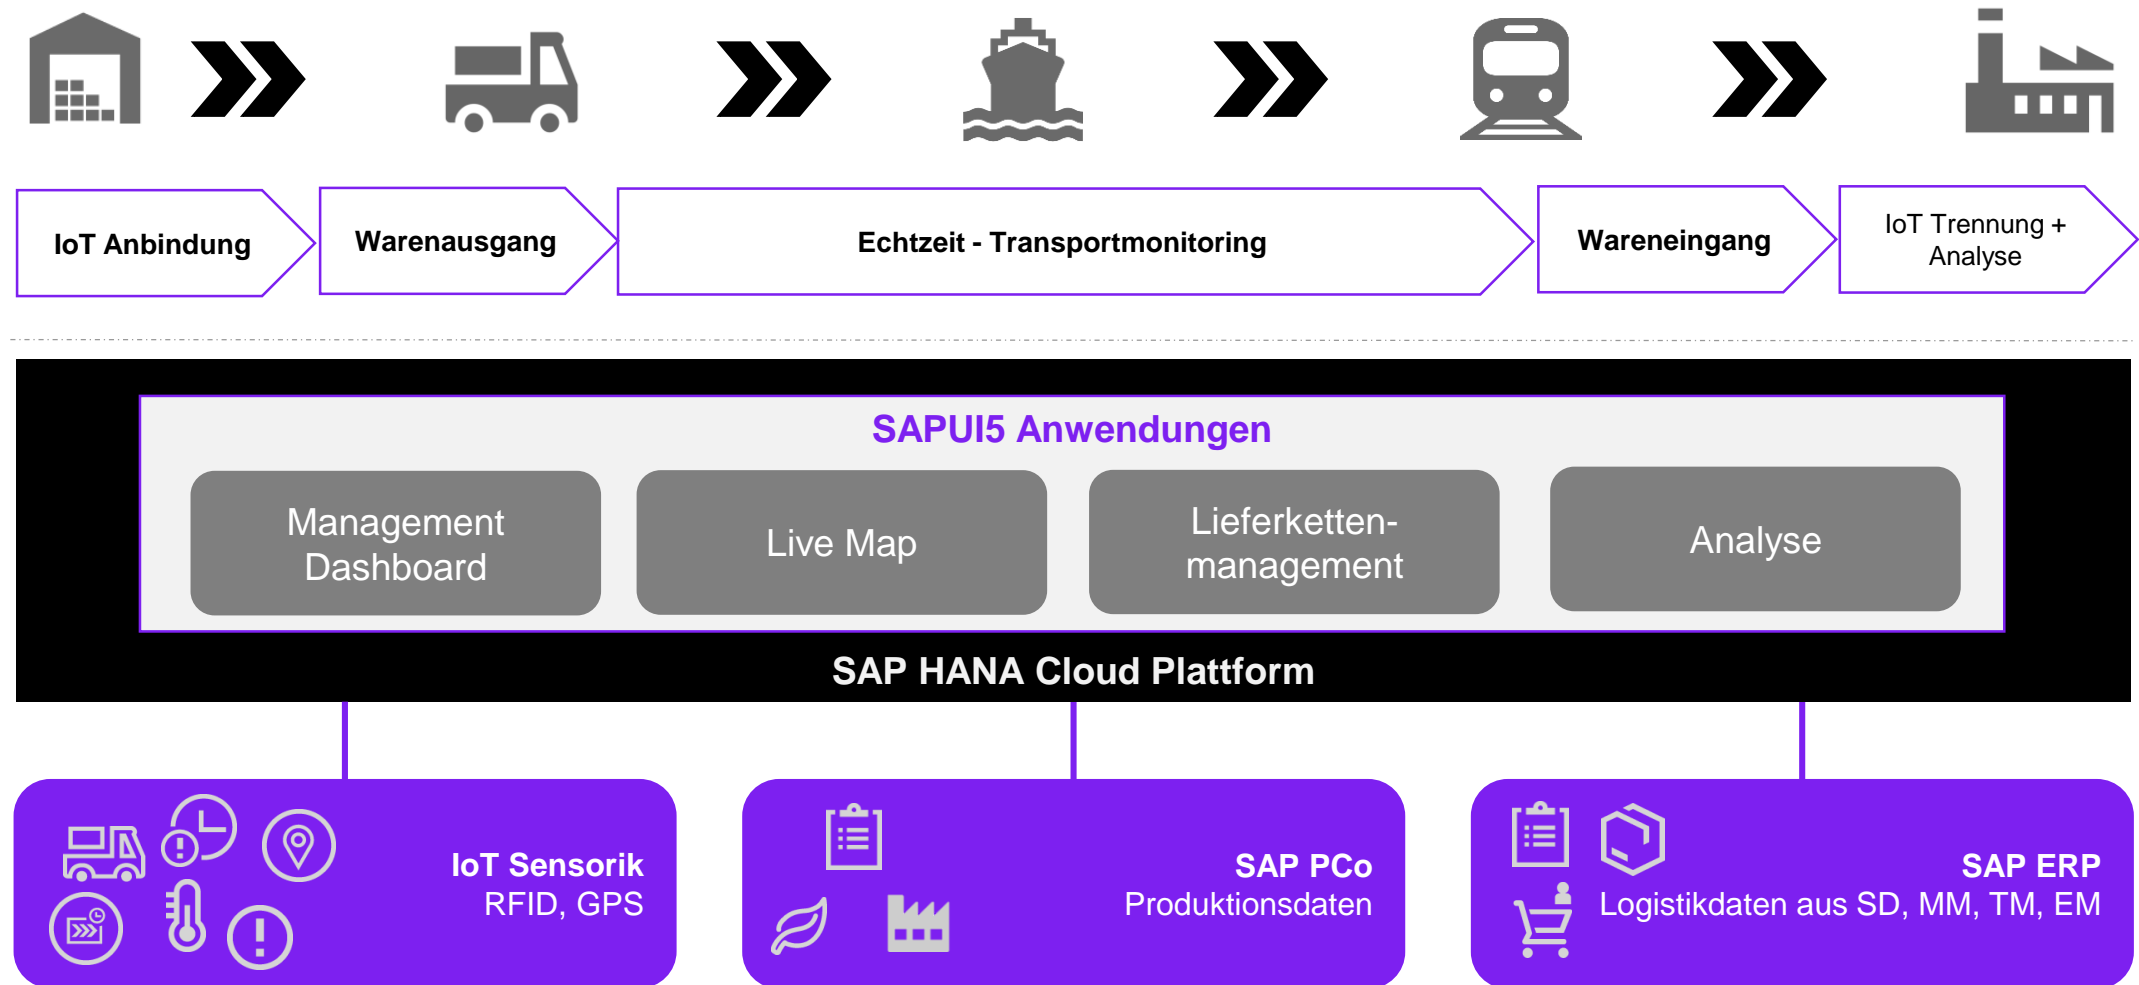 IoT Anbindung
Warenausgang
Echtzeit - Transportmonitoring
Wareneingang
IoT Trennung +
Analyse
SAPUI5 Anwendungen
Management
Dashboard
Live Map
Lieferketten-
management
Analyse
SAP HANA Cloud Plattform
IoT Sensorik
RFID, GPS
SAP PCo
Produktionsdaten
SAP ERP
Logistikdaten aus SD, MM, TM, EM